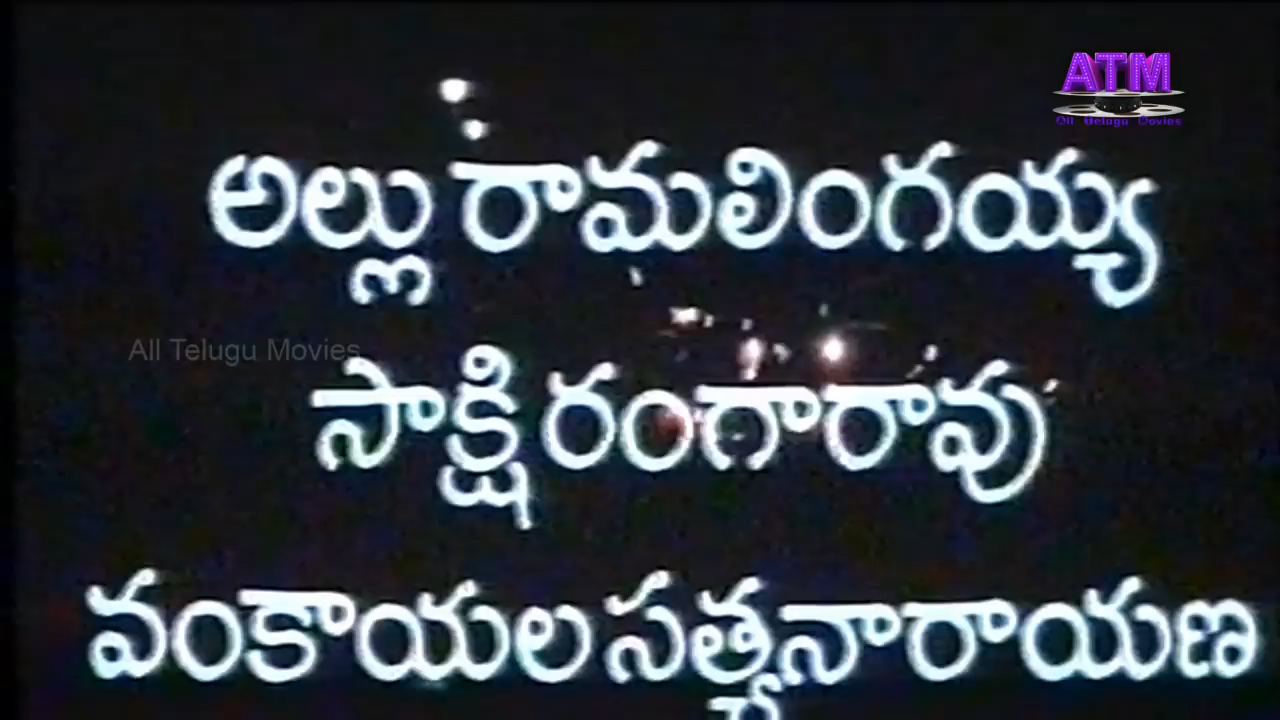 ATM
All Telugu Movies
అల్లు రామలింగయ్య
All Telugu Movies
సాక్షి రంగారావు
వంకాయల సత్యనారాయణ